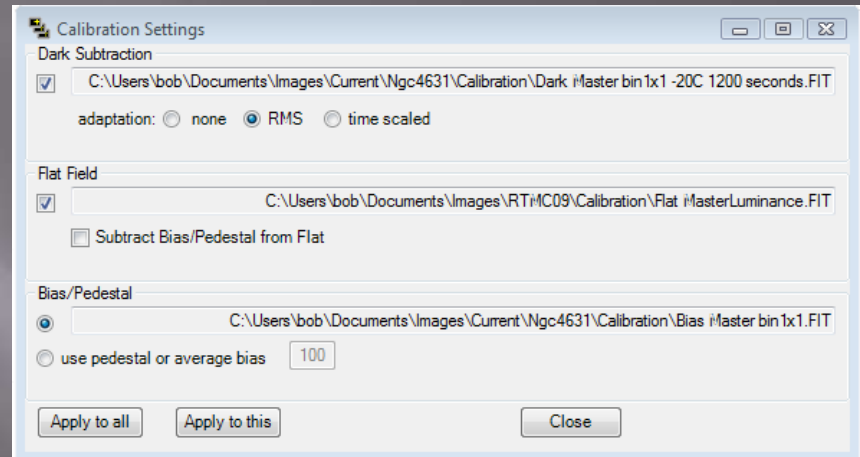 Calibration Settings
Dark Subtraction
C:\Users\bob\Documents\Images\Current\Ngc4631\Calibration\Dark Master bin1x1 -20C 1200 seconds.FIT
adaptation: none RMS time scaled
Flat Field
C:\Users\bob\Documents\Images\RTMC09\Calibration\Flat MasterLuminance.FIT
Subtract Bias/Pedestal from Flat
Bias/Pedestal
C:\Users\bob\Documents\Images\Current\Ngc4631\Calibration\Bias Master bin1x1.FIT
use pedestal or average bias 100
Apply to all Apply to this Close